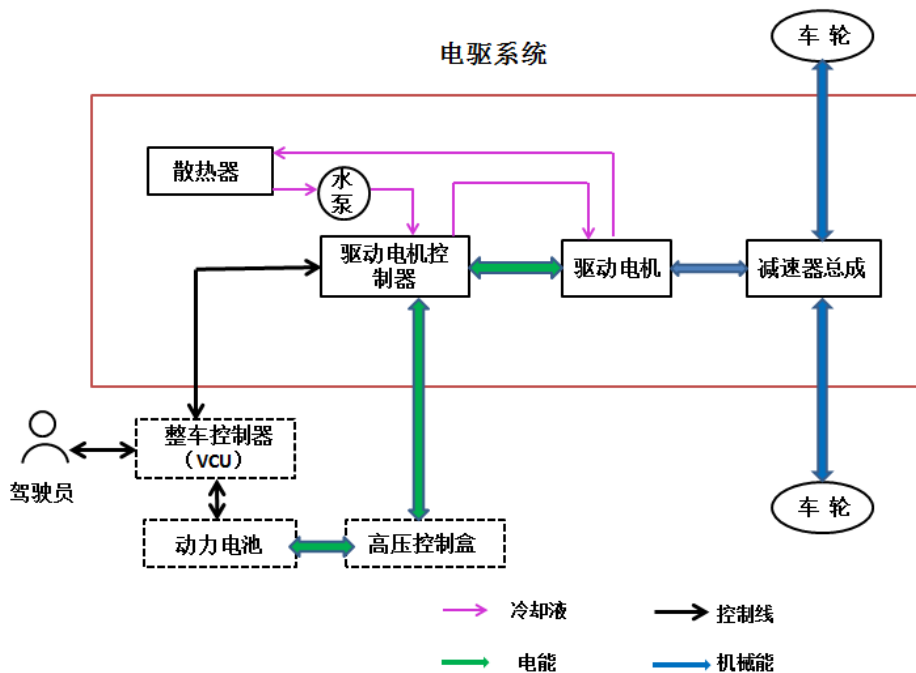 车 轮
电驱系统
散热器
水
泵
驱动电机控
制器
驱动电机
减速器总成
整车控制器
（VCU）
驾驶员
车 轮
动力电池
高压控制盒
冷却液
控制线
电能
机械能